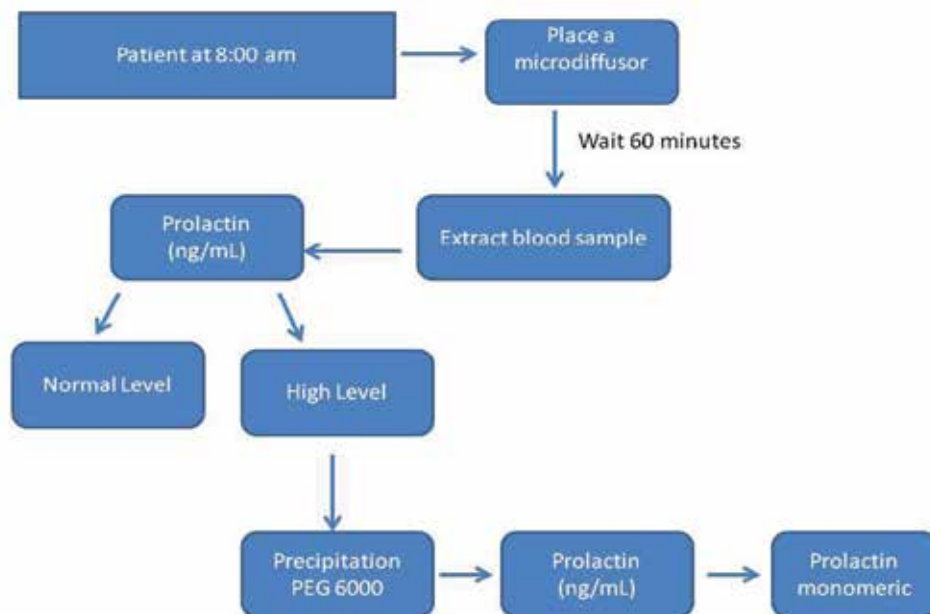 Patient at 8:00 am
Place a
microdiffusor
Wait 60 minutes
Extract blood sample
Prolactin
(ng/mL)
Normal Level
High Level
Precipitation
PEG 6000
Prolactin
(ng/mL)
Prolactin
monomeric